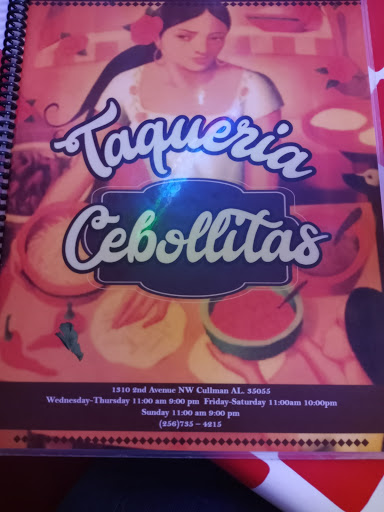 Taqueria
Cebollitas
1310 2nd Avenue NW Cullman AL. 35055
Wednesday-Thursday 11:00 am 9:00 pm Friday-Saturday 11:00am 10:00pm
Sunday 11:00 am 9:00 pm
(256)735 – 4215